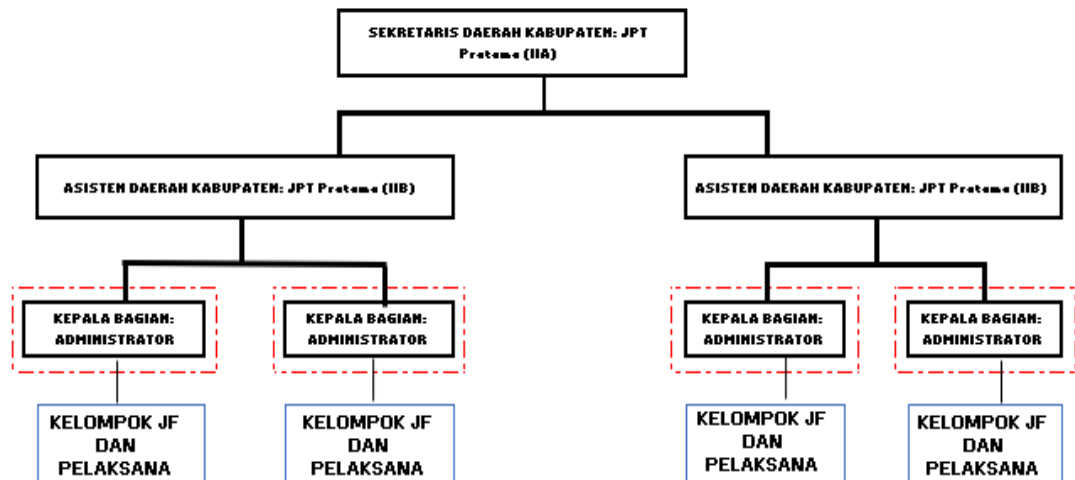 SEKRETARIS DAERAH KABUPATEN: JPT
Pratama (IIA)
ASISTEN DAERAH KABUPATEN: JPT Pratama (IIB)
ASISTEN DAERAH KABUPATEN: JPT Pratama (IIB)
KEPALA BAGIAN:
ADMINISTRATOR
KEPALA BAGIAN:
ADMINISTRATOR
KEPALA BAGIAN:
ADMINISTRATOR
KEPALA BAGIAN:
ADMINISTRATOR
KELOMPOK JF
DAN
PELAKSANA
KELOMPOK JF
DAN
PELAKSANA
KELOMPOK JF
DAN
PELAKSANA
KELOMPOK JF
DAN
PELAKSANA